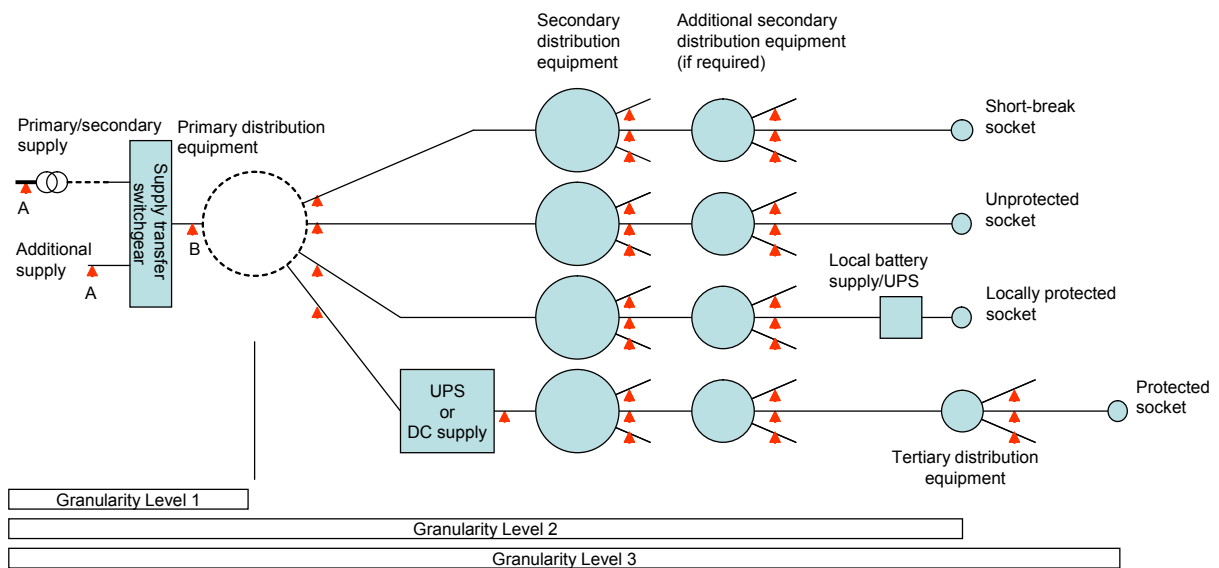 Secondary
distribution
equipment
Additional secondary
distribution equipment
(if required)
Primary/secondary
supply
Primary distribution
equipment
Short-break
socket
A
Supply transfer
switchgear
B
Additional
supply
A
Unprotected
socket
Local battery
supply/UPS
Locally protected
socket
UPS
or
DC supply
Protected
socket
Tertiary distribution
equipment
Granularity Level 1
Granularity Level 2
Granularity Level 3